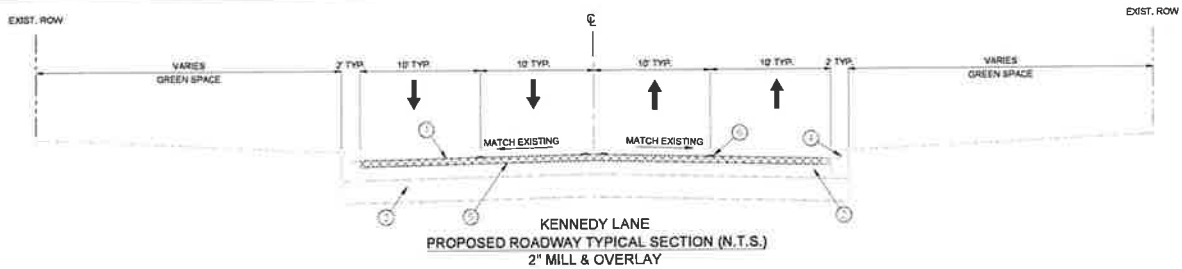 EXIST. ROW
℄
EXIST. ROW
VARIES
GREEN SPACE
2' TYP.
10' TYP.
10' TYP.
10' TYP.
10' TYP.
2' TYP.
VARIES
GREEN SPACE
MATCH EXISTING
MATCH EXISTING
KENNEDY LANE
PROPOSED ROADWAY TYPICAL SECTION (N.T.S.)
2" MILL & OVERLAY